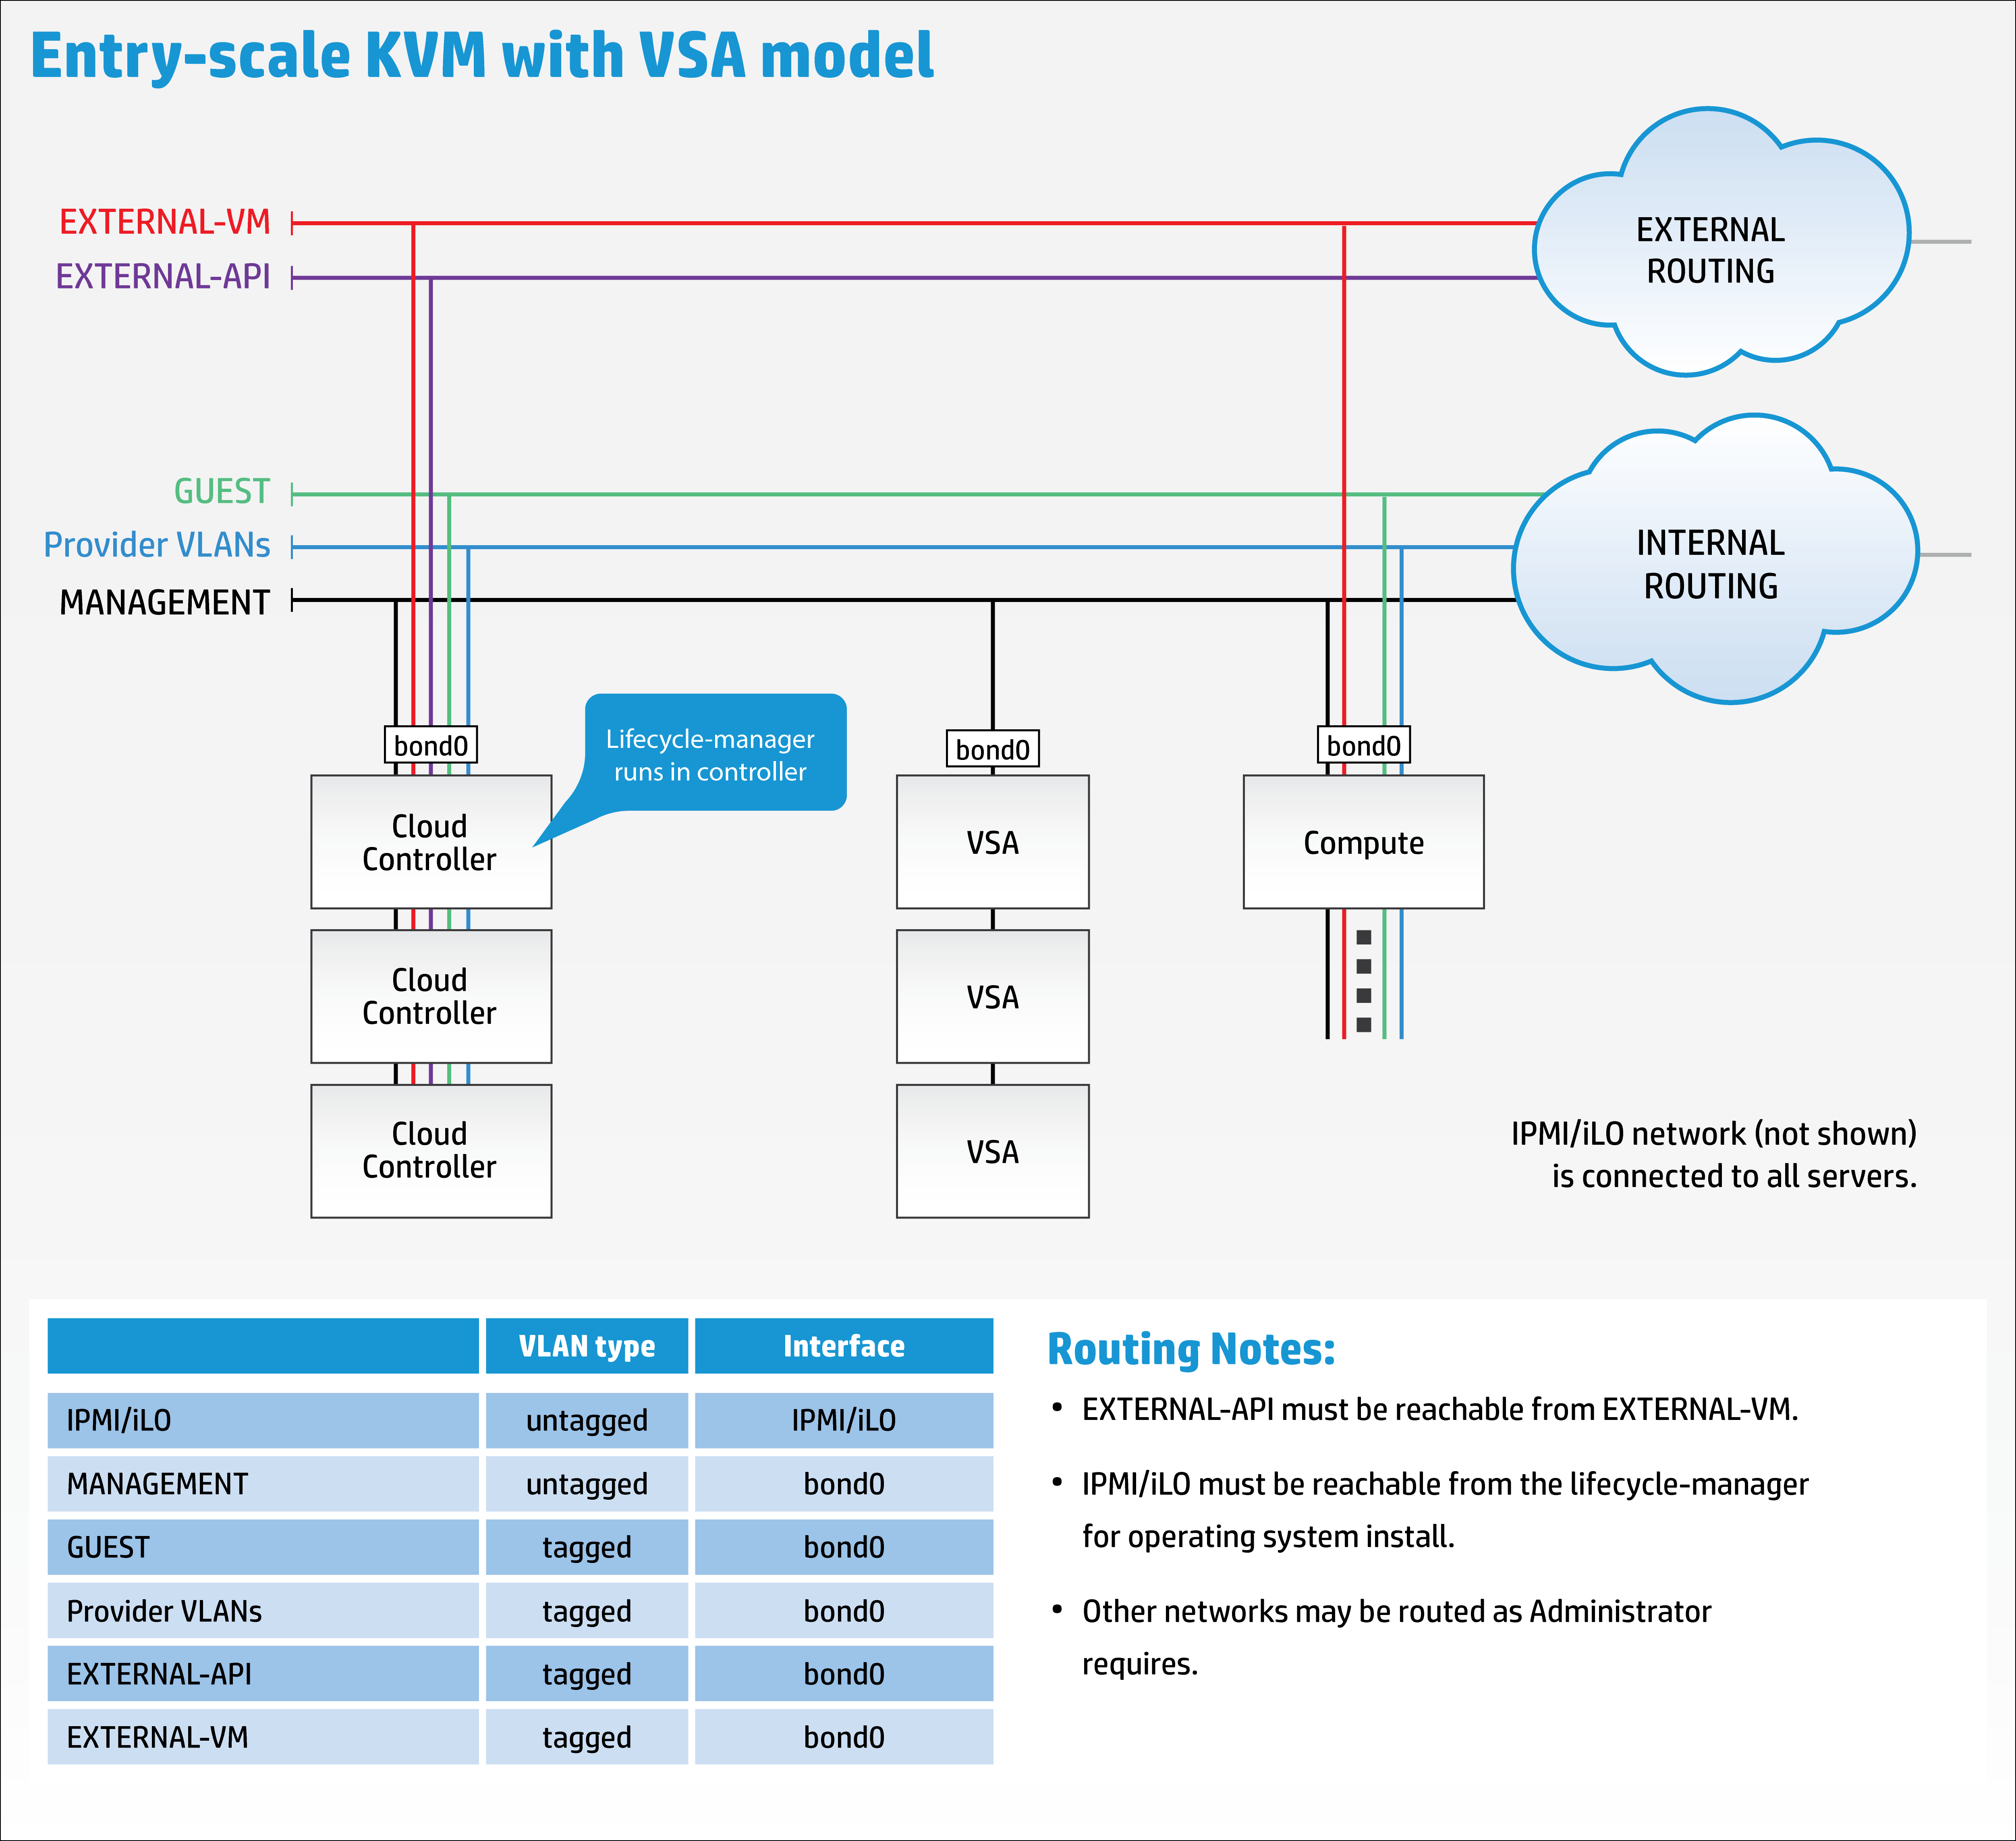 Entry-scale KVM with VSA model
EXTERNAL-VM
EXTERNAL-API
EXTERNAL
ROUTING
GUEST
Provider VLANs
MANAGEMENT
INTERNAL
ROUTING
bond0
Lifecycle-manager
runs in controller
bond0
bond0
Cloud
Controller
VSA
Compute
Cloud
Controller
VSA
Cloud
Controller
VSA
IPMI/iLO network (not shown)
is connected to all servers.
VLAN type Interface
IPMI/iLO untagged IPMI/iLO
MANAGEMENT untagged bond0
GUEST tagged bond0
Provider VLANs tagged bond0
EXTERNAL-API tagged bond0
EXTERNAL-VM tagged bond0
Routing Notes:
• EXTERNAL-API must be reachable from EXTERNAL-VM.
• IPMI/iLO must be reachable from the lifecycle-manager
for operating system install.
• Other networks may be routed as Administrator
requires.